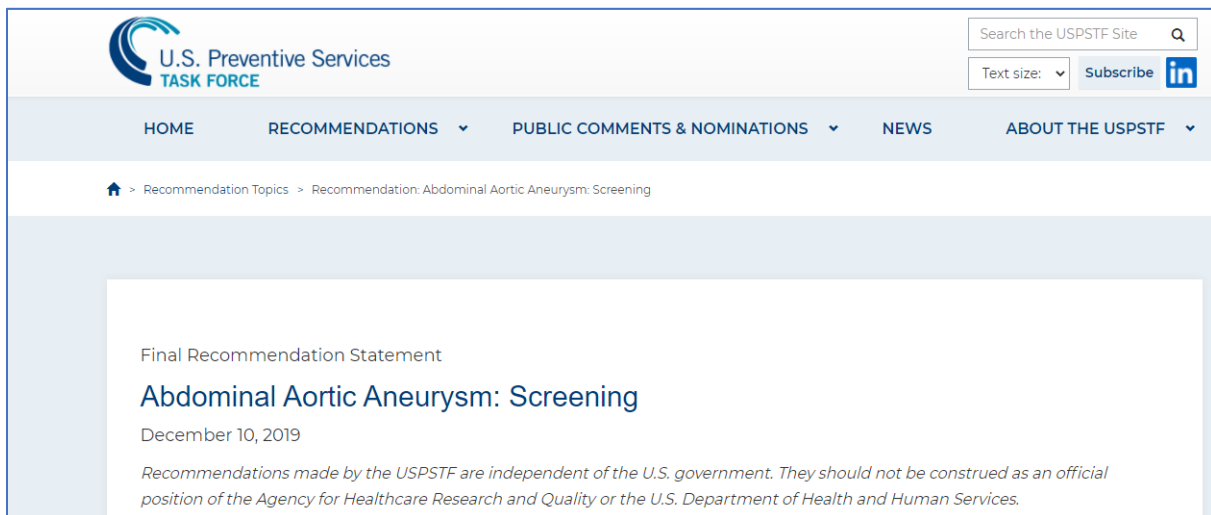 U.S. Preventive Services
TASK FORCE
Search the USPSTF Site
Text size:
Subscribe
in
HOME
RECOMMENDATIONS
PUBLIC COMMENTS & NOMINATIONS
NEWS
ABOUT THE USPSTF
> Recommendation Topics > Recommendation: Abdominal Aortic Aneurysm: Screening
Final Recommendation Statement
Abdominal Aortic Aneurysm: Screening
December 10, 2019
Recommendations made by the USPSTF are independent of the U.S. government. They should not be construed as an official
position of the Agency for Healthcare Research and Quality or the U.S. Department of Health and Human Services.